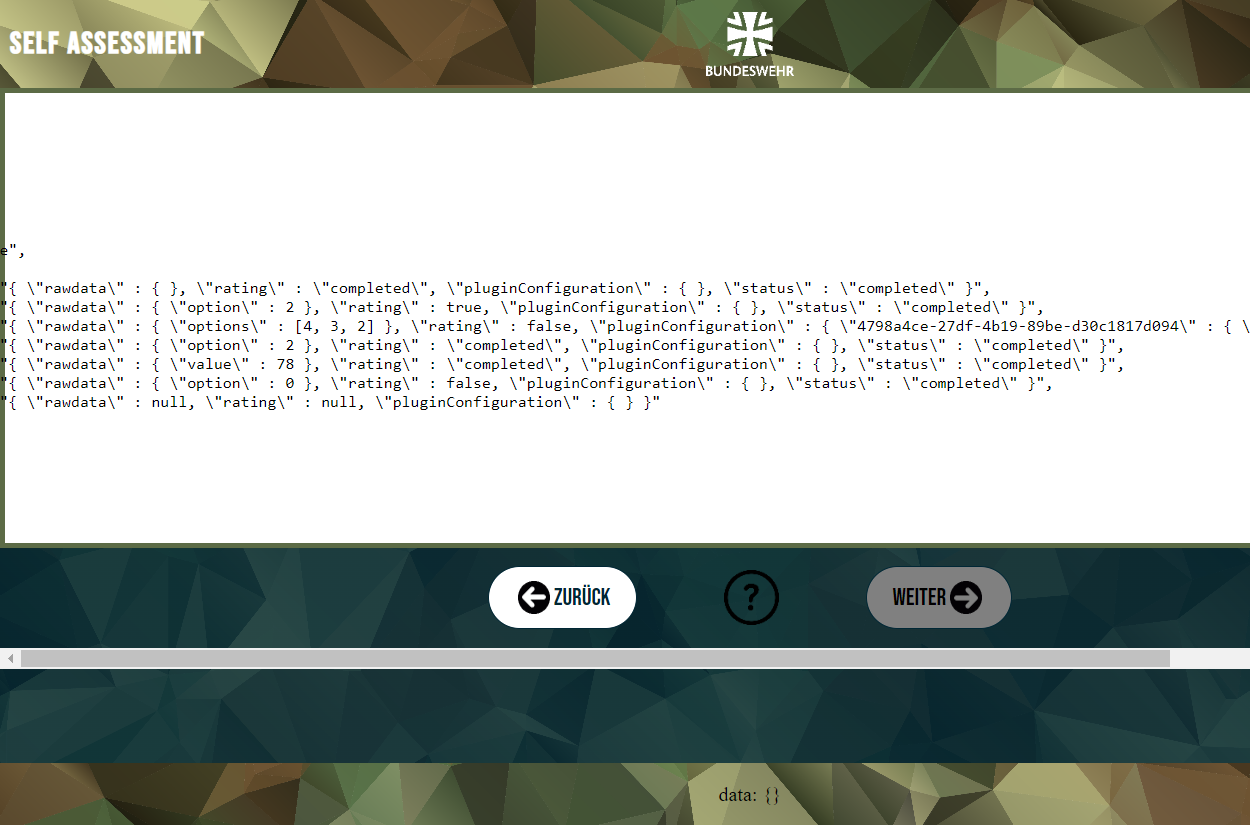 SELF ASSESSMENT
BUNDESWEHR
e",
"{ \"rawdata\" : { }, \"rating\" : \"completed\", \"pluginConfiguration\" : { }, \"status\" : \"completed\" }",
"{ \"rawdata\" : { \"option\" : 2 }, \"rating\" : true, \"pluginConfiguration\" : { }, \"status\" : \"completed\" }",
"{ \"rawdata\" : { \"options\" : [4, 3, 2] }, \"rating\" : false, \"pluginConfiguration\" : { \"4798a4ce-27df-4b19-89be-d30c1817d094\" : { \
"{ \"rawdata\" : { \"option\" : 2 }, \"rating\" : \"completed\", \"pluginConfiguration\" : { }, \"status\" : \"completed\" }",
"{ \"rawdata\" : { \"value\" : 78 }, \"rating\" : \"completed\", \"pluginConfiguration\" : { }, \"status\" : \"completed\" }",
"{ \"rawdata\" : { \"option\" : 0 }, \"rating\" : false, \"pluginConfiguration\" : { }, \"status\" : \"completed\" }",
"{ \"rawdata\" : null, \"rating\" : null, \"pluginConfiguration\" : { } }"
ZURÜCK
?
WEITER
data: {}